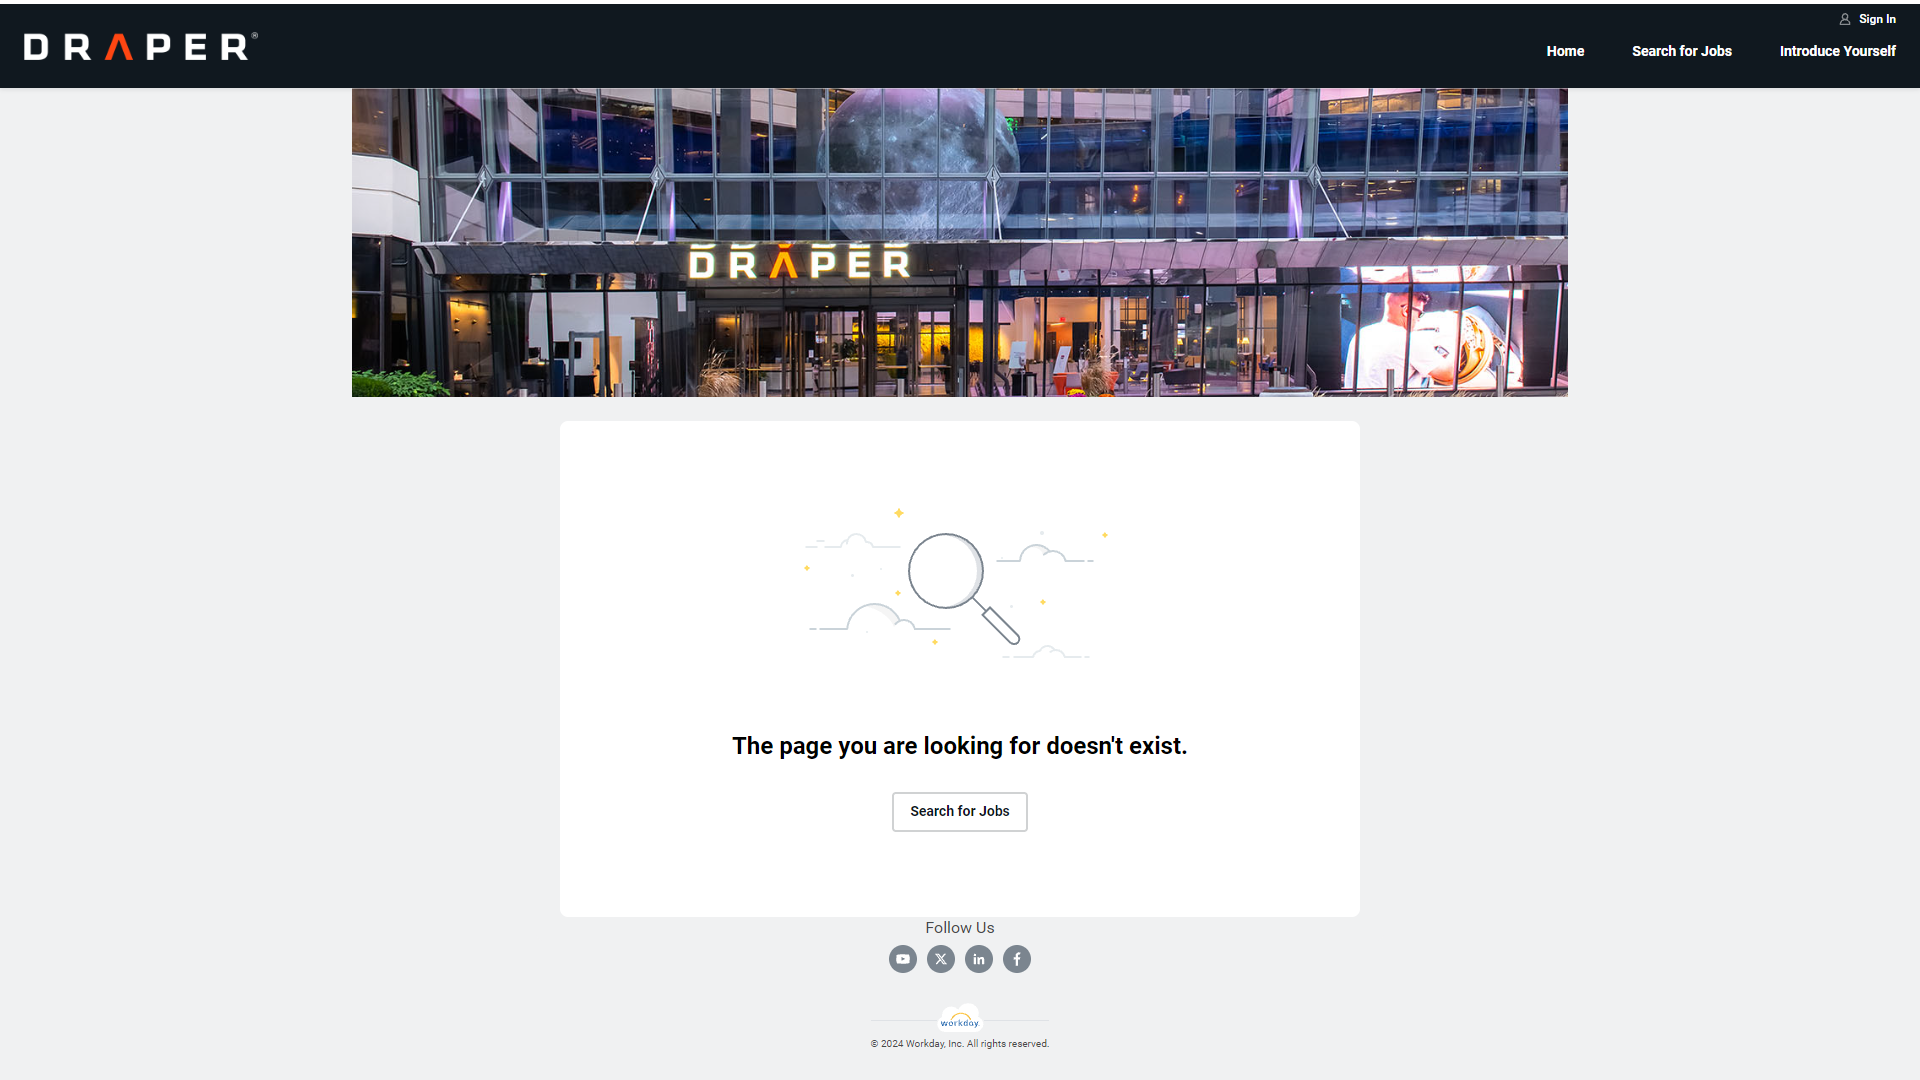 DRAPER®
Sign In
Home
Search for Jobs
Introduce Yourself
DRAPER
The page you are looking for doesn't exist.
Search for Jobs
Follow Us
workday.
© 2024 Workday, Inc. All rights reserved.